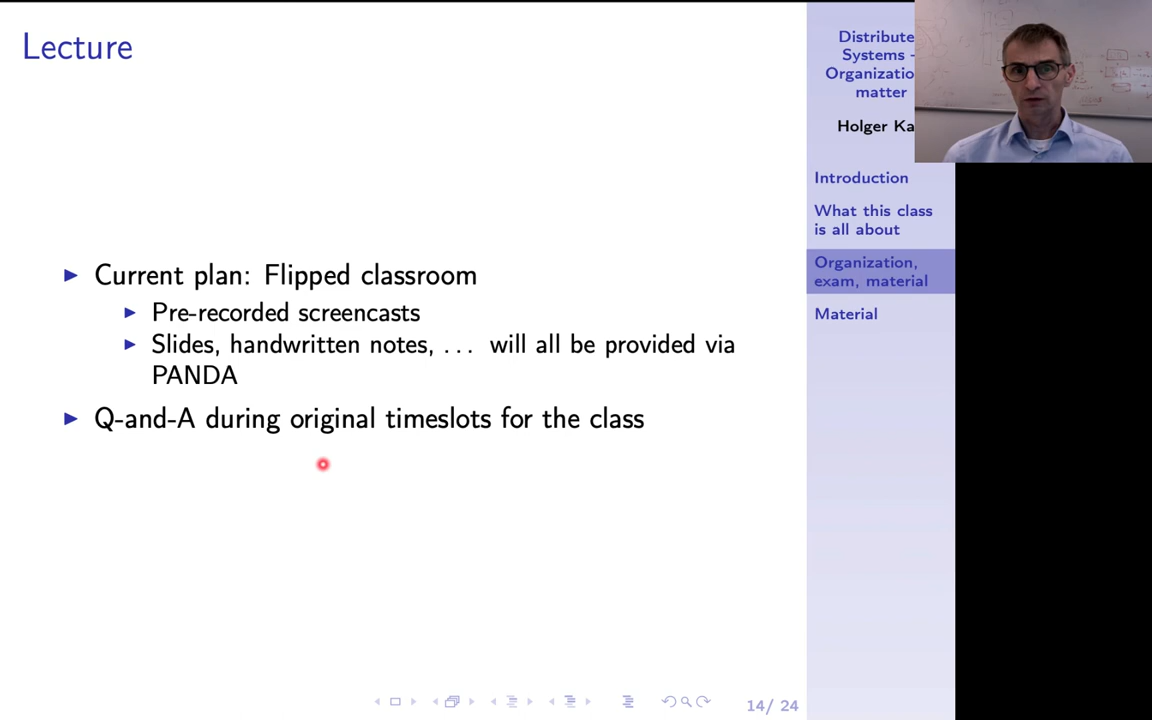 Lecture
Current plan: Flipped classroom
Pre-recorded screencasts
Slides, handwritten notes, ... will all be provided via
PANDA
Q-and-A during original timeslots for the class
Distribute
Systems -
Organizatio
matter
Holger Ka
Introduction
What this class
is all about
Organization,
exam, material
Material
14/ 24